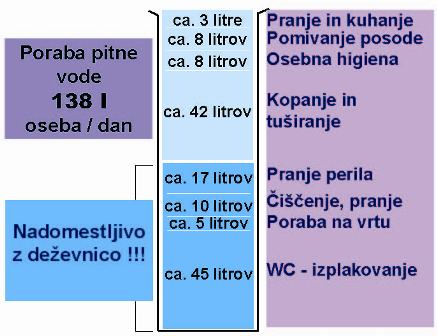 Poraba pitne
vode
138 l
oseba / dan
Nadomestljivo
z deževnico !!!
ca. 3 litre
ca. 8 litrov
ca. 8 litrov
ca. 42 litrov
ca. 17 litrov
ca. 10 litrov
ca. 5 litrov
ca. 45 litrov
Pranje in kuhanje
Pomivanje posode
Osebna higiena
Kopanje in
tuširanje
Pranje perila
Čiščenje, pranje
Poraba na vrtu
WC - izplakovanje